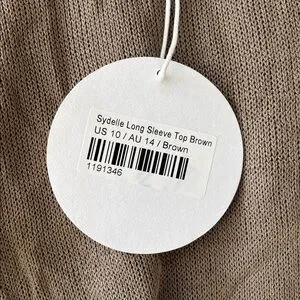 Sydelle Long Sleeve Top Brown
US 10 / AU 14 / Brown
1191346